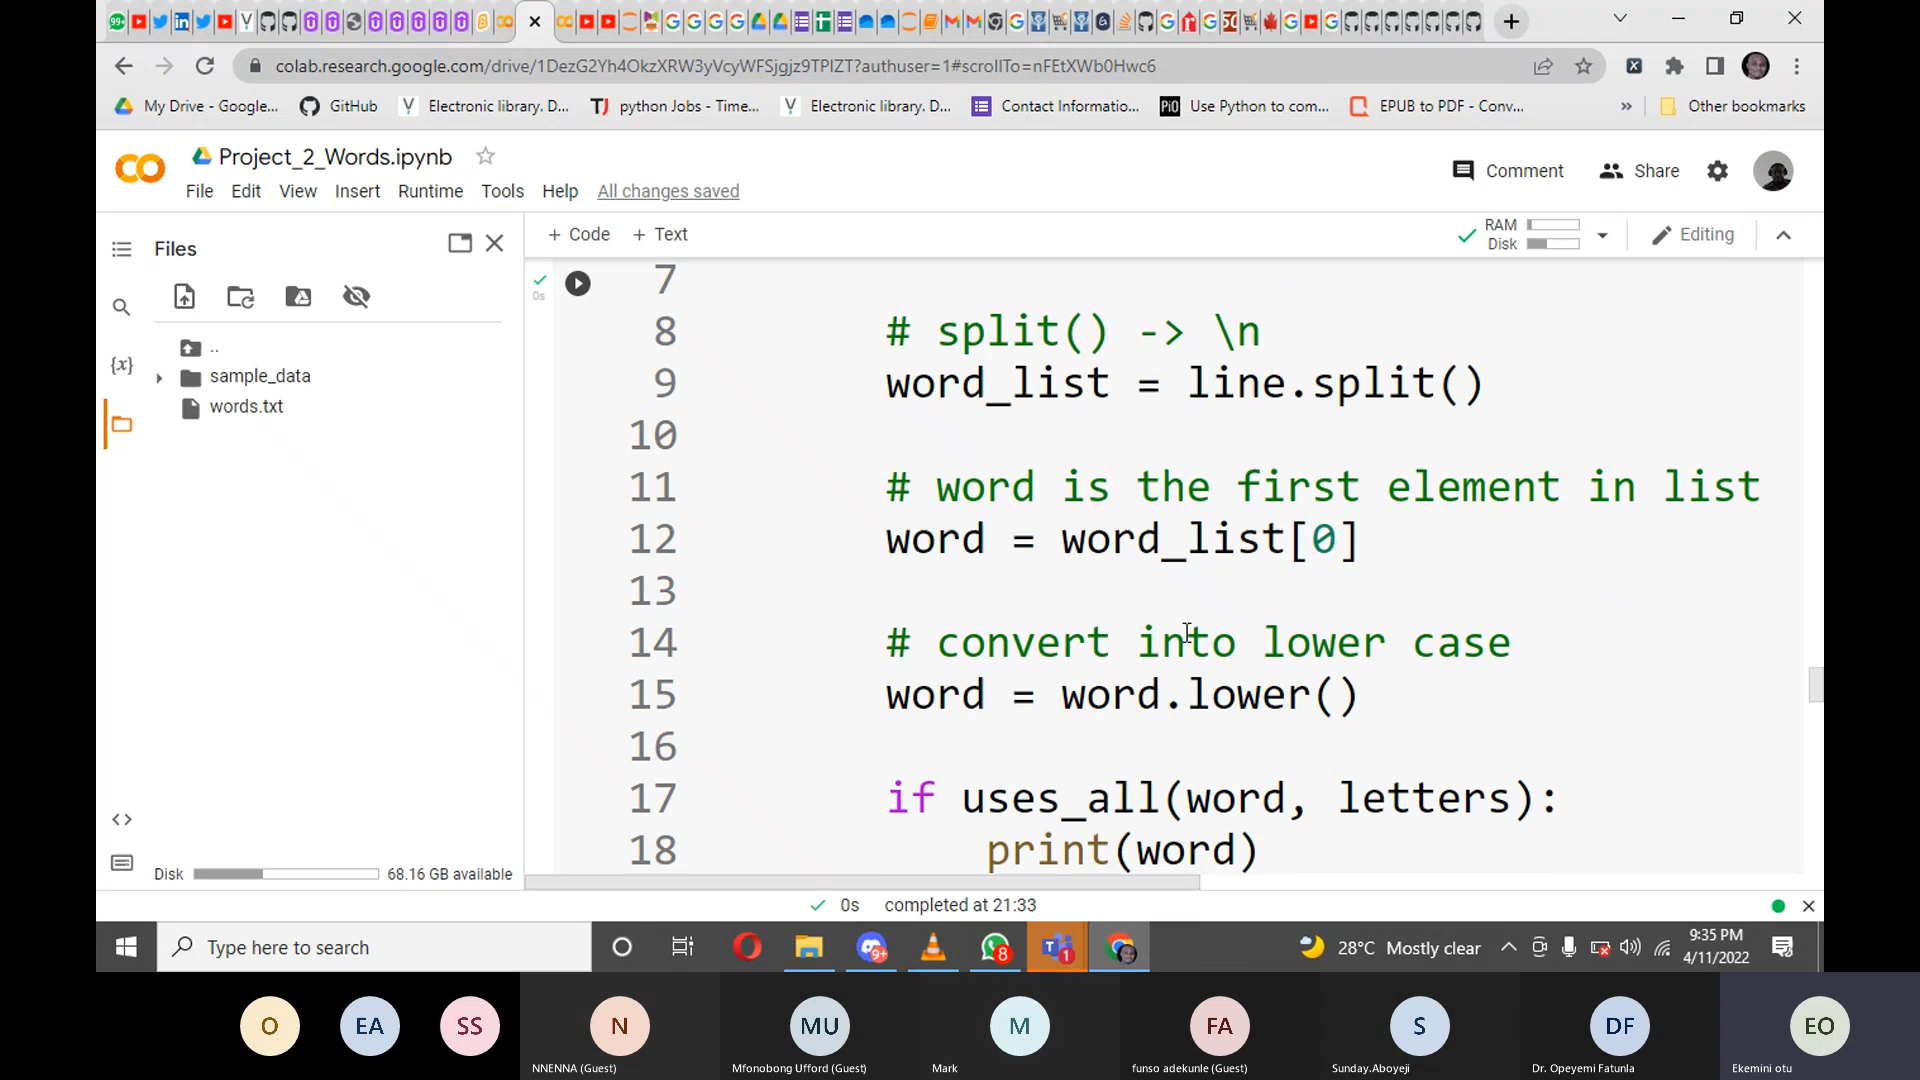 99+
colab.research.google.com/drive/1DezG2Yh4OkzXRW3yVcyWFSjgjz9TPIZT?authuser=1#scrollTo=nFEtXWb0Hwc6
My Drive - Google...
GitHub
Electronic library. D...
python Jobs - Time...
Electronic library. D...
Contact Informatio...
Use Python to com...
EPUB to PDF - Conv...
»
Other bookmarks
Project_2_Words.ipynb
File Edit View Insert Runtime Tools Help All changes saved
Comment
Share
+ Code + Text
RAM
Disk
Editing
Files
..
sample_data
words.txt
Disk
68.16 GB available
0s
7
8 # split() -> \n
9 word_list = line.split()
10
11 # word is the first element in list
12 word = word_list[0]
13
14 # convert into lower case
15 word = word.lower()
16
17 if uses_all(word, letters):
18 print(word)
0s completed at 21:33
Type here to search
9+
8
1
28°C Mostly clear
9:35 PM
4/11/2022
O
EA
SS
N
NNENNA (Guest)
MU
Mfonobong Ufford (Guest)
M
Mark
FA
funso adekunle (Guest)
S
Sunday.Aboyeji
DF
Dr. Opeyemi Fatunla
EO
Ekemini otu